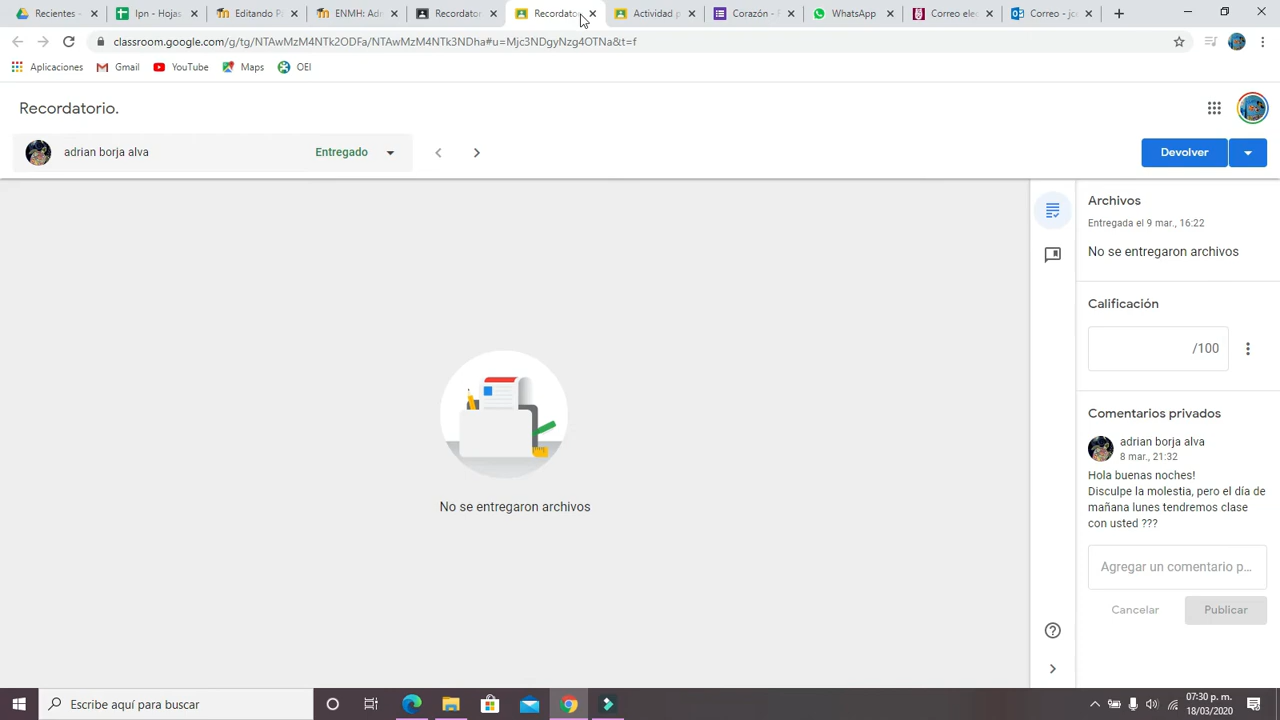 Recientes -
Ipn - Hojas
Editando P
ENMH: Adm
Recordator
Recordato
Actividad p
Corazón - 
WhatsApp
Correo elec
Correo - jc
classroom.google.com/g/tg/NTAwMzM4NTk2ODFa/NTAwMzM4NTk3NDha#u=Mjc3NDgyNzg4OTNa&t=f
Aplicaciones
Gmail
YouTube
Maps
OEI
Recordatorio.
adrian borja alva
Entregado
Devolver
Archivos
Entregada el 9 mar., 16:22
No se entregaron archivos
Calificación
/100
Comentarios privados
adrian borja alva
8 mar., 21:32
Hola buenas noches!
Disculpe la molestia, pero el día de
mañana lunes tendremos clase
con usted ???
Agregar un comentario p...
Cancelar
Publicar
No se entregaron archivos
Escribe aquí para buscar
07:30 p. m.
18/03/2020